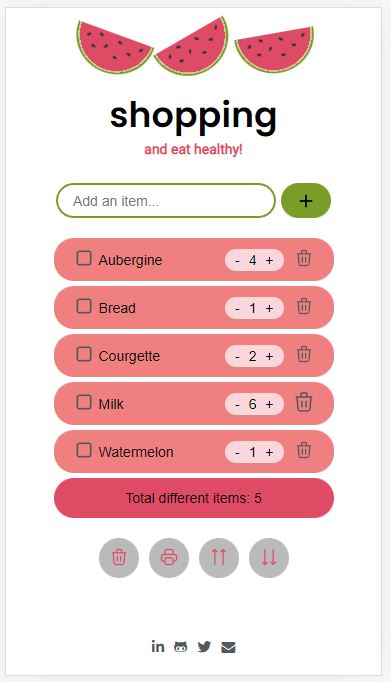 shopping
and eat healthy!
Add an item...
+
Aubergine - 4 +
Bread - 1 +
Courgette - 2 +
Milk - 6 +
Watermelon - 1 +
Total different items: 5
in